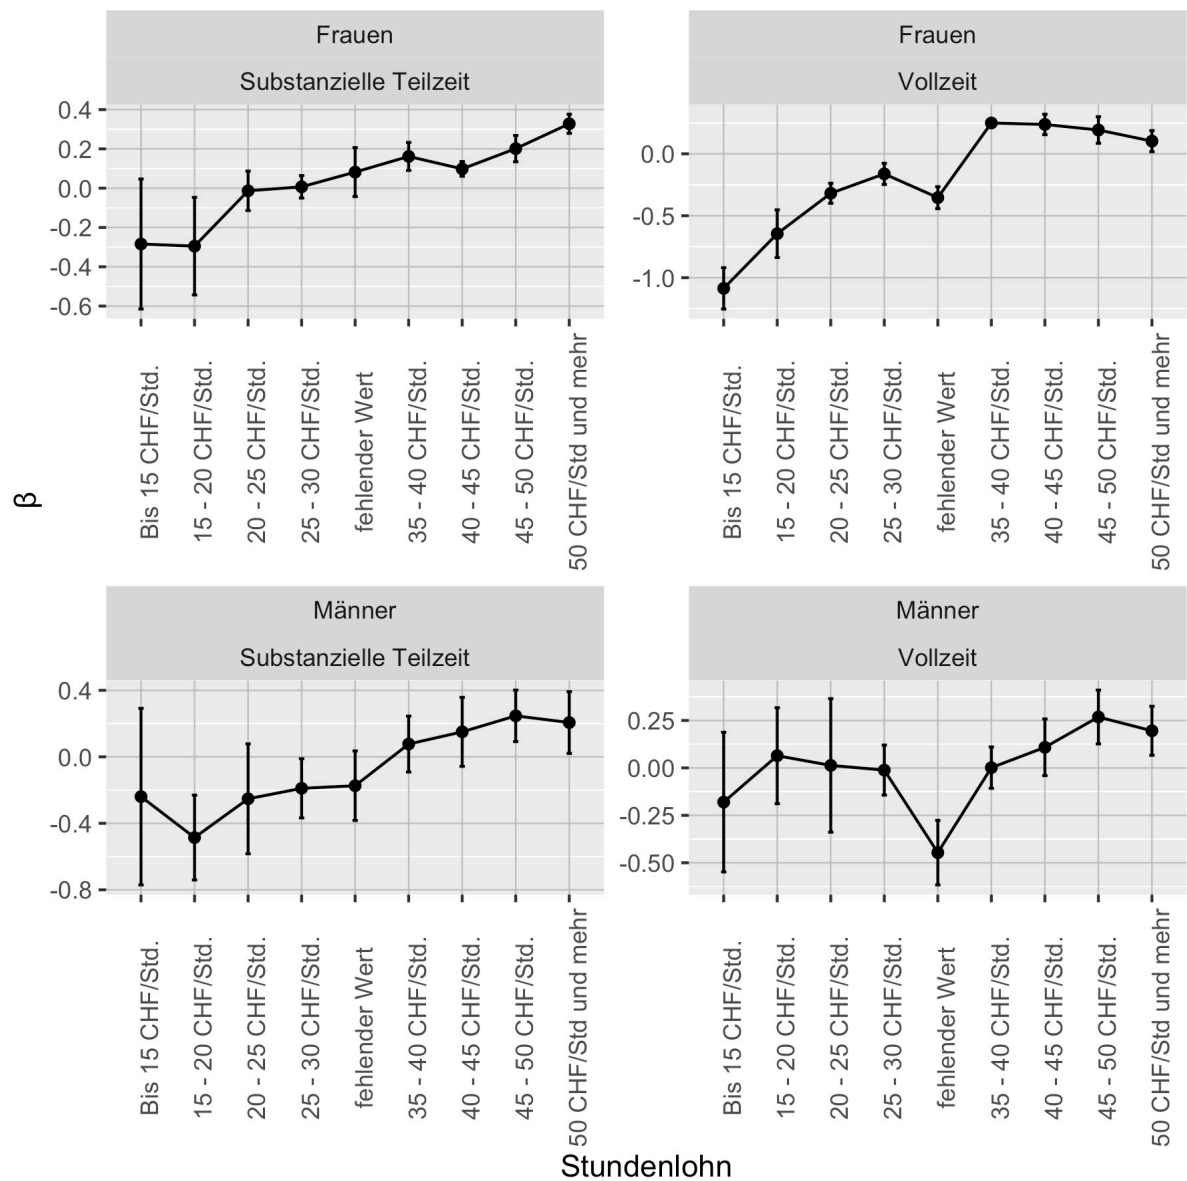 Frauen
Substanzielle Teilzeit
0.4
0.2
0.0
-0.2
-0.4
-0.6
Bis 15 CHF/Std.
15 - 20 CHF/Std.
20 - 25 CHF/Std.
25 - 30 CHF/Std.
fehlender Wert
35 - 40 CHF/Std.
40 - 45 CHF/Std.
45 - 50 CHF/Std.
50 CHF/Std und mehr
Frauen
Vollzeit
0.0
-0.5
-1.0
Bis 15 CHF/Std.
15 - 20 CHF/Std.
20 - 25 CHF/Std.
25 - 30 CHF/Std.
fehlender Wert
35 - 40 CHF/Std.
40 - 45 CHF/Std.
45 - 50 CHF/Std.
50 CHF/Std und mehr
β
Männer
Substanzielle Teilzeit
0.4
0.0
-0.4
-0.8
Bis 15 CHF/Std.
15 - 20 CHF/Std.
20 - 25 CHF/Std.
25 - 30 CHF/Std.
fehlender Wert
35 - 40 CHF/Std.
40 - 45 CHF/Std.
45 - 50 CHF/Std.
50 CHF/Std und mehr
Männer
Vollzeit
0.25
0.00
-0.25
-0.50
Bis 15 CHF/Std.
15 - 20 CHF/Std.
20 - 25 CHF/Std.
25 - 30 CHF/Std.
fehlender Wert
35 - 40 CHF/Std.
40 - 45 CHF/Std.
45 - 50 CHF/Std.
50 CHF/Std und mehr
Stundenlohn